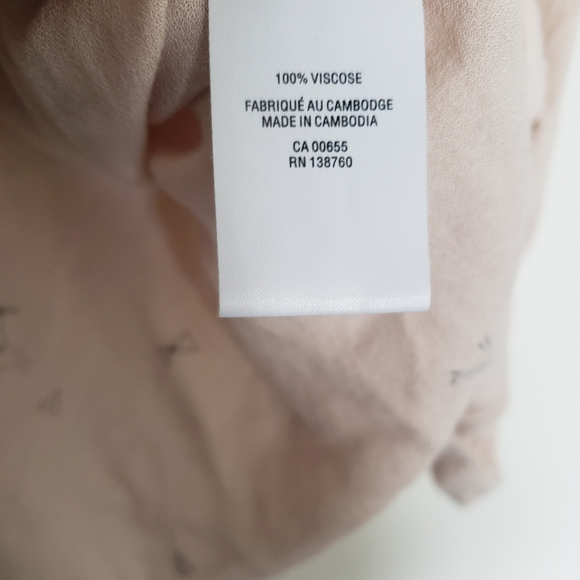 100% VISCOSE
FABRIQUÉ AU CAMBODGE
MADE IN CAMBODIA
CA 00655
RN 138760